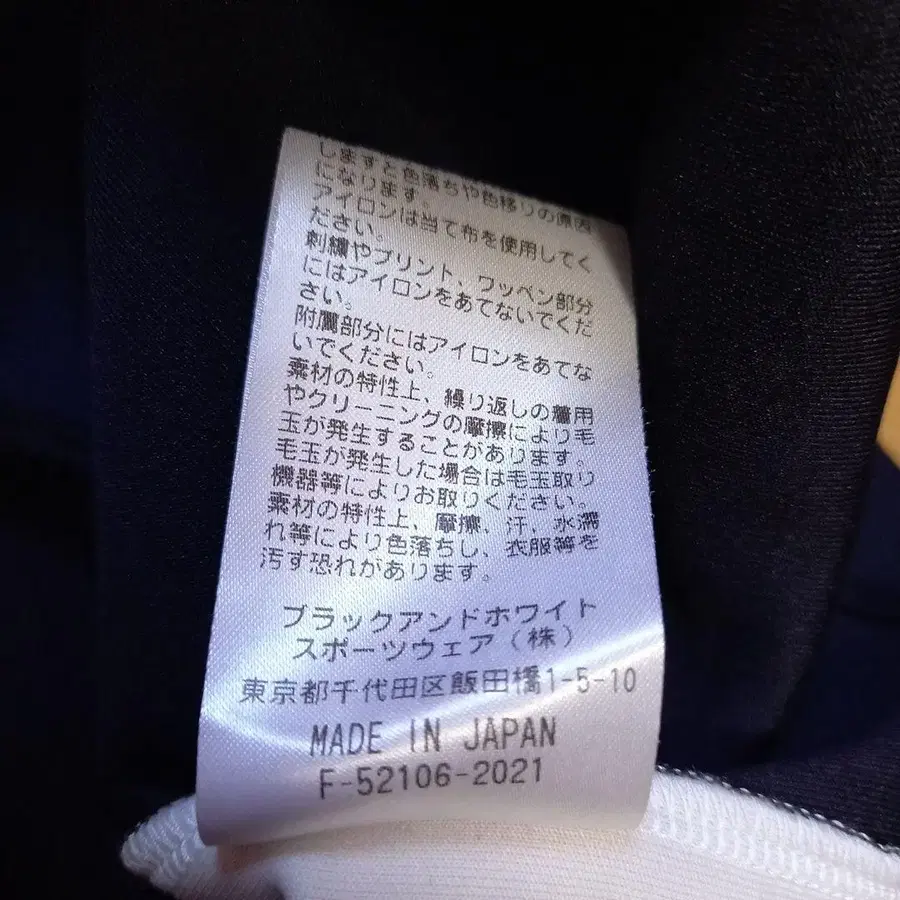 しますと色落ちや色移りの原因
になります。
アイロンは当て布を使用してく
ださい。
刺繍やプリント、ワッペン部分
にはアイロンをあてないでくだ
さい。
附属部分にはアイロンをあてな
いでください。
素材の特性上、繰り返しの着用
やクリーニングの摩擦により毛
玉が発生することがあります。
毛玉が発生した場合は毛玉取り
機器等によりお取りください。
素材の特性上、摩擦、汗、水濡
れ等により色落ちし、衣服等を
汚す恐れがあります。
ブラックアンドホワイト
スポーツウェア(株)
東京都千代田区飯田橋1-5-10
MADE IN JAPAN
F-52106-2021